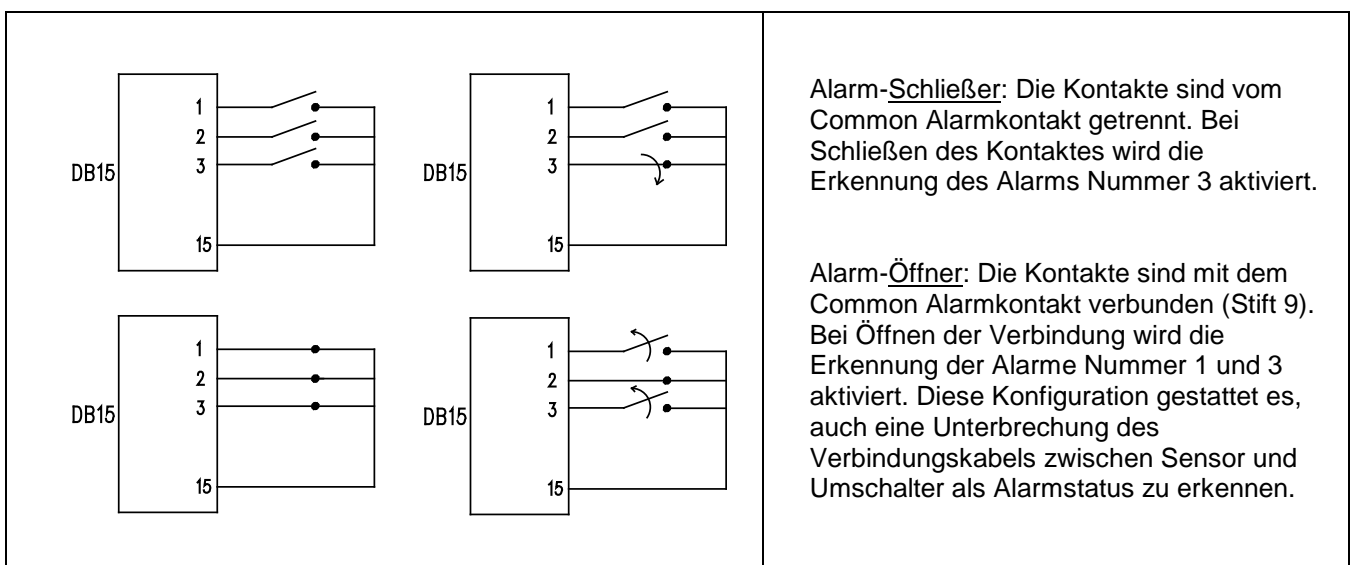 1
2
3
DB15
15
1
2
3
DB15
15
1
2
3
DB15
15
1
2
3
DB15
15
Alarm-Schließer: Die Kontakte sind vom
Common Alarmkontakt getrennt. Bei
Schließen des Kontaktes wird die
Erkennung des Alarms Nummer 3 aktiviert.
Alarm-Öffner: Die Kontakte sind mit dem
Common Alarmkontakt verbunden (Stift 9).
Bei Öffnen der Verbindung wird die
Erkennung der Alarme Nummer 1 und 3
aktiviert. Diese Konfiguration gestattet es,
auch eine Unterbrechung des
Verbindungskabels zwischen Sensor und
Umschalter als Alarmstatus zu erkennen.